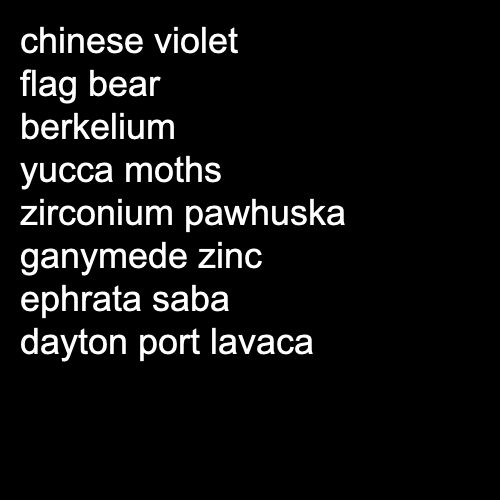 chinese violet
flag bear
berkelium
yucca moths
zirconium pawhuska
ganymede zinc
ephrata saba
dayton port lavaca